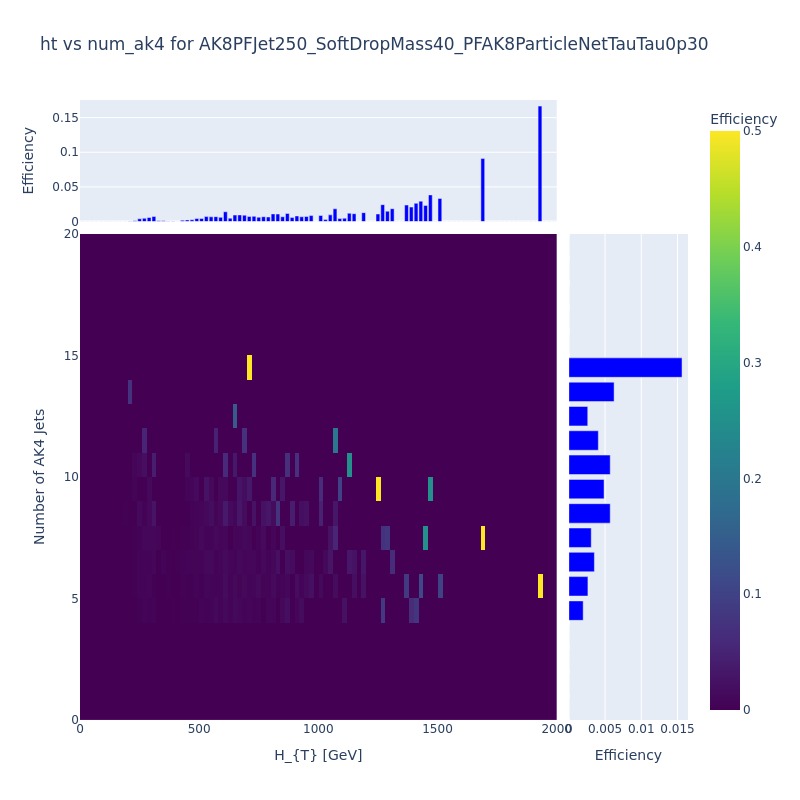 ht vs num_ak4 for AK8PFJet250_SoftDropMass40_PFAK8ParticleNetTauTau0p30
Efficiency
0.15
0.1
0.05
0
Efficiency
0.5
0.4
0.3
0.2
0.1
0
Number of AK4 Jets
20
15
10
5
0
0 500 1000 1500 2000
H_{T} [GeV]
0 0.005 0.01 0.015
Efficiency